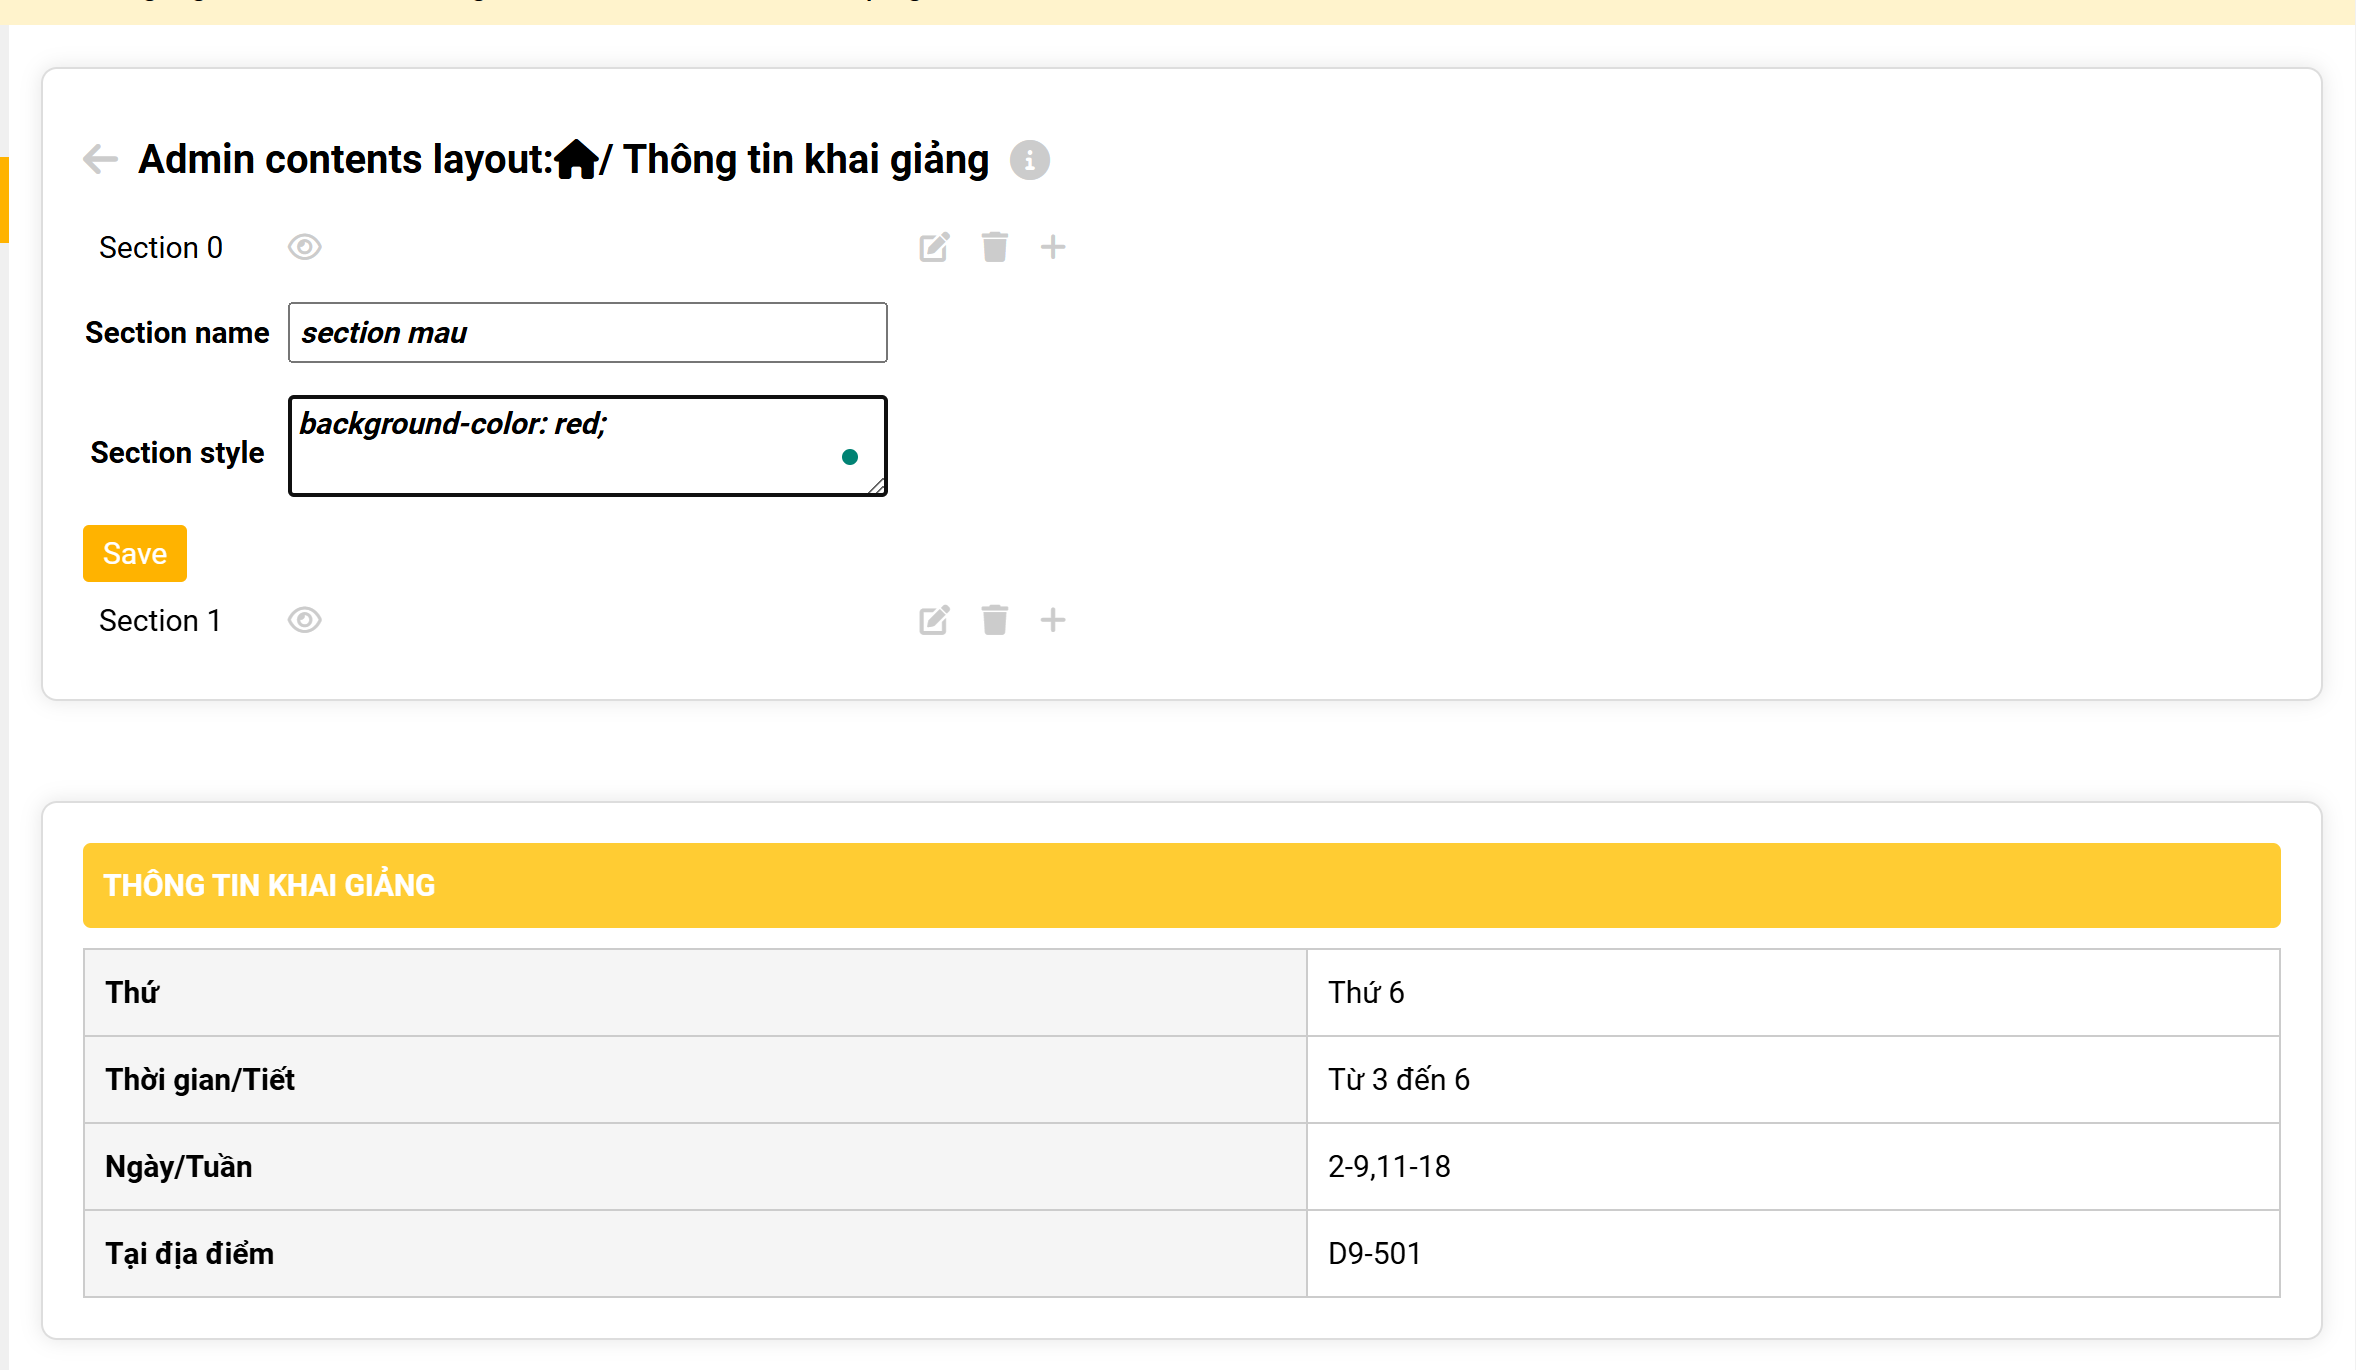 Admin contents layout: / Thông tin khai giảng
Section 0
Section name
section mau
Section style
background-color: red;
Save
Section 1
THÔNG TIN KHAI GIẢNG
Thứ Thứ 6
Thời gian/Tiết Từ 3 đến 6
Ngày/Tuần 2-9,11-18
Tại địa điểm D9-501